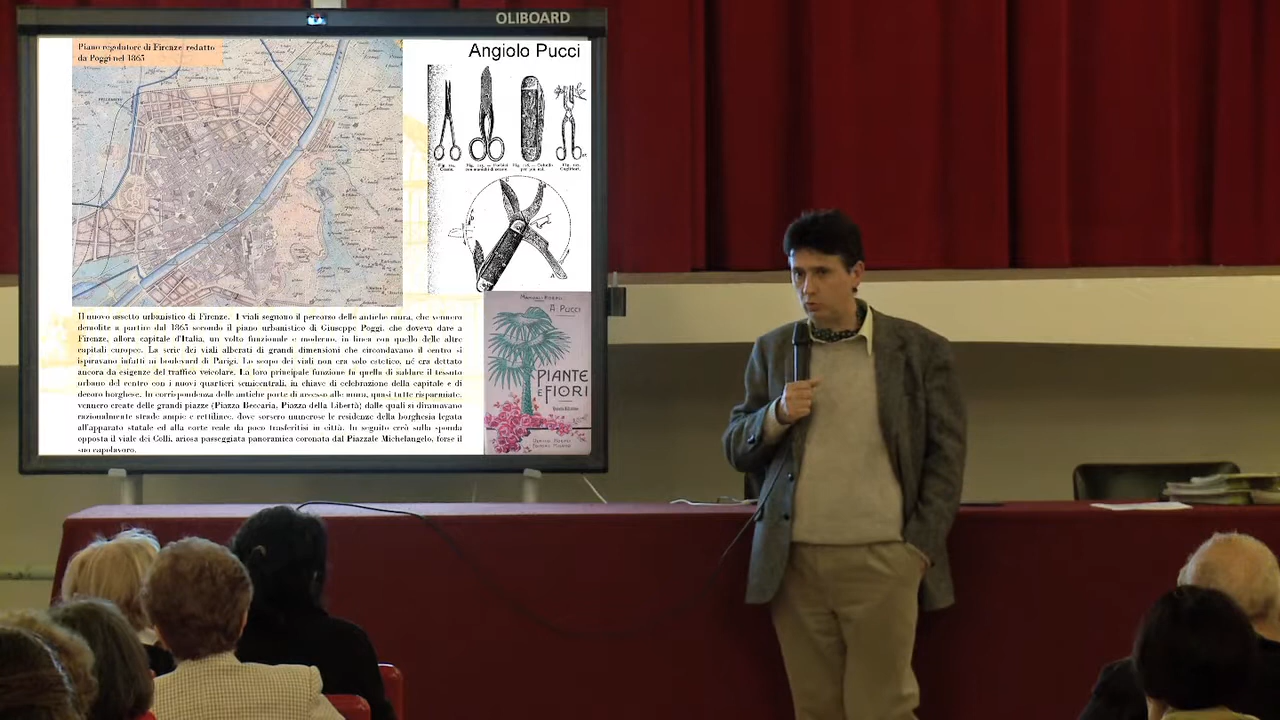 OLIBOARD
Piano regolatore di Firenze redatto
da Poggi nel 1865
Angiolo Pucci
Il nuovo assetto urbanistico di Firenze. I viali seguono il percorso delle antiche mura, che vennero
demolite a partire dal 1865 secondo il piano urbanistico di Giuseppe Poggi, che doveva dare a
Firenze, allora capitale d'Italia, un volto funzionale e moderno, in linea con quello delle altre
capitali europee. La serie dei viali alberati di grandi dimensioni che circondavano il centro si
ispiravano infatti ai boulevard di Parigi. Lo scopo dei viali non era solo estetico, né era dettato
ancora da esigenze del traffico veicolare. La loro principale funzione fu quella di saldare il tessuto
urbano del centro con i nuovi quartieri semicentrali, in chiave di celebrazione della capitale e di
decoro borghese. In corrispondenza delle antiche porte di accesso alle mura, quasi tutte risparmiate,
vennero create delle grandi piazze (Piazza Beccaria, Piazza della Libertà) dalle quali si diramavano
razionalmente strade ampie e rettilinee, dove sorsero numerose le residenze della borghesia legata
all'apparato statale ed alla corte reale da poco trasferitisi in città. In seguito creò sulla sponda
opposta il viale dei Colli, ariosa passeggiata panoramica coronata dal Piazzale Michelangelo, forse il
suo capolavoro.
A. PUCCI
PIANTE
E FIORI